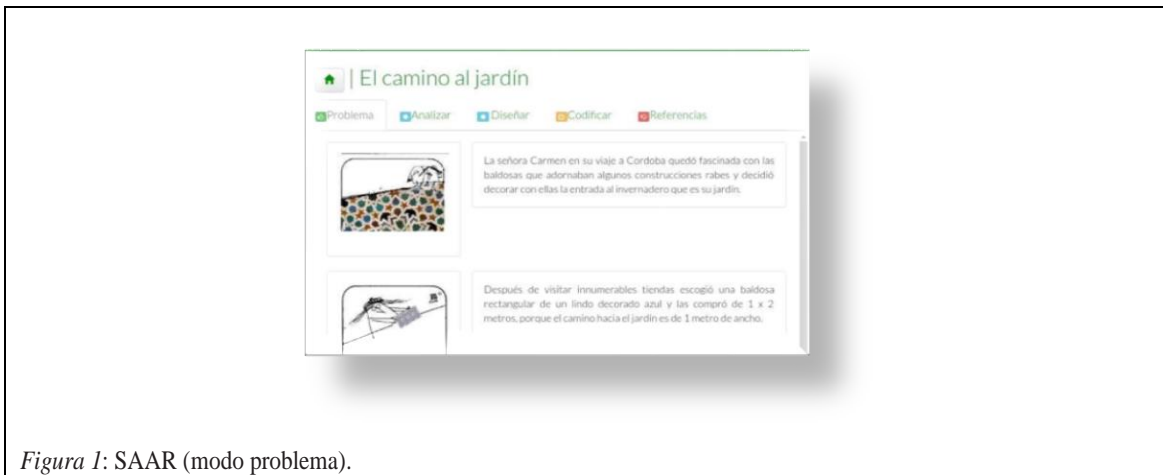 | El camino al jardín
Problema Analizar Diseñar Codificar Referencias
La señora Carmen en su viaje a Cordoba quedó fascinada con las
baldosas que adornaban algunos construcciones rabes y decidió
decorar con ellas la entrada al invernadero que es su jardín.
Después de visitar innumerables tiendas escogió una baldosa
rectangular de un lindo decorado azul y las compró de 1 x 2
metros, porque el camino hacia el jardín es de 1 metro de ancho.
Figura 1: SAAR (modo problema).